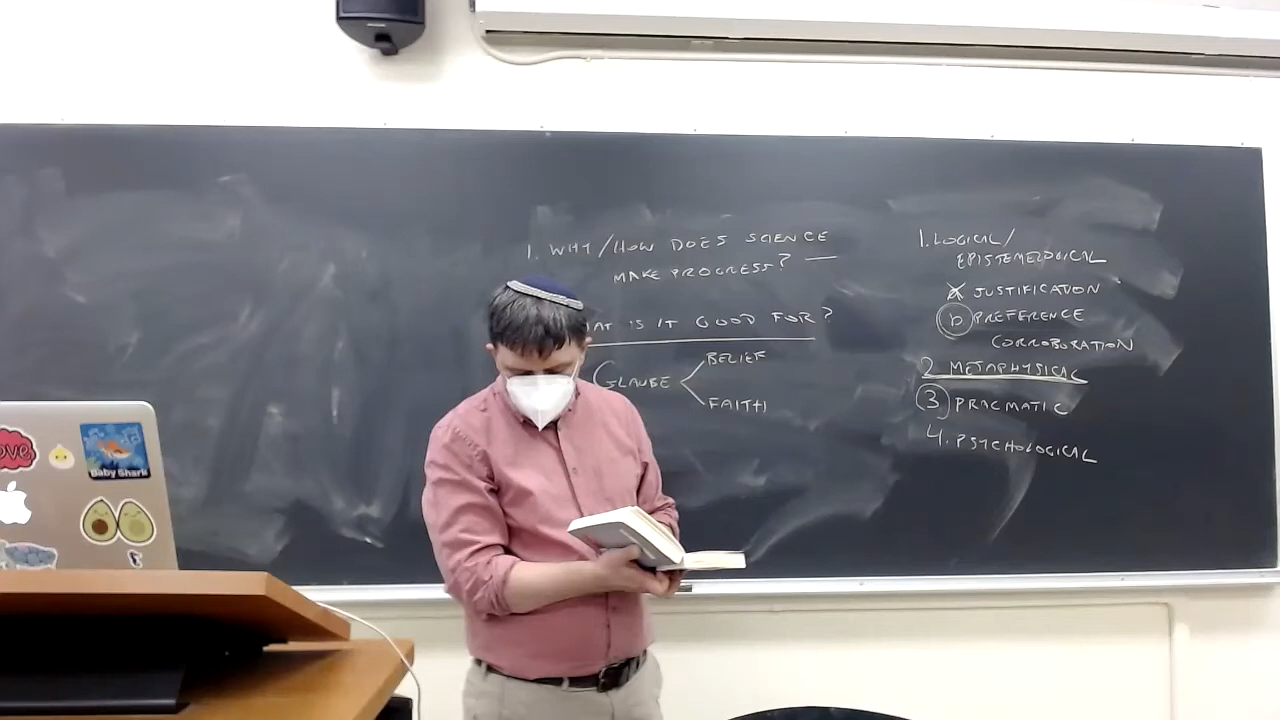 1. WHY/HOW DOES SCIENCE
MAKE PROGRESS? —
IS IT GOOD FOR?
GLAUBE
BELIEF
FAITH
1. LOGICAL/
EPISTEMOLOGICAL
JUSTIFICATION
b PREFERENCE
CORROBORATION
2 METAPHYSICAL
3 PRAGMATIC
4. PSYCHOLOGICAL
Baby Shark